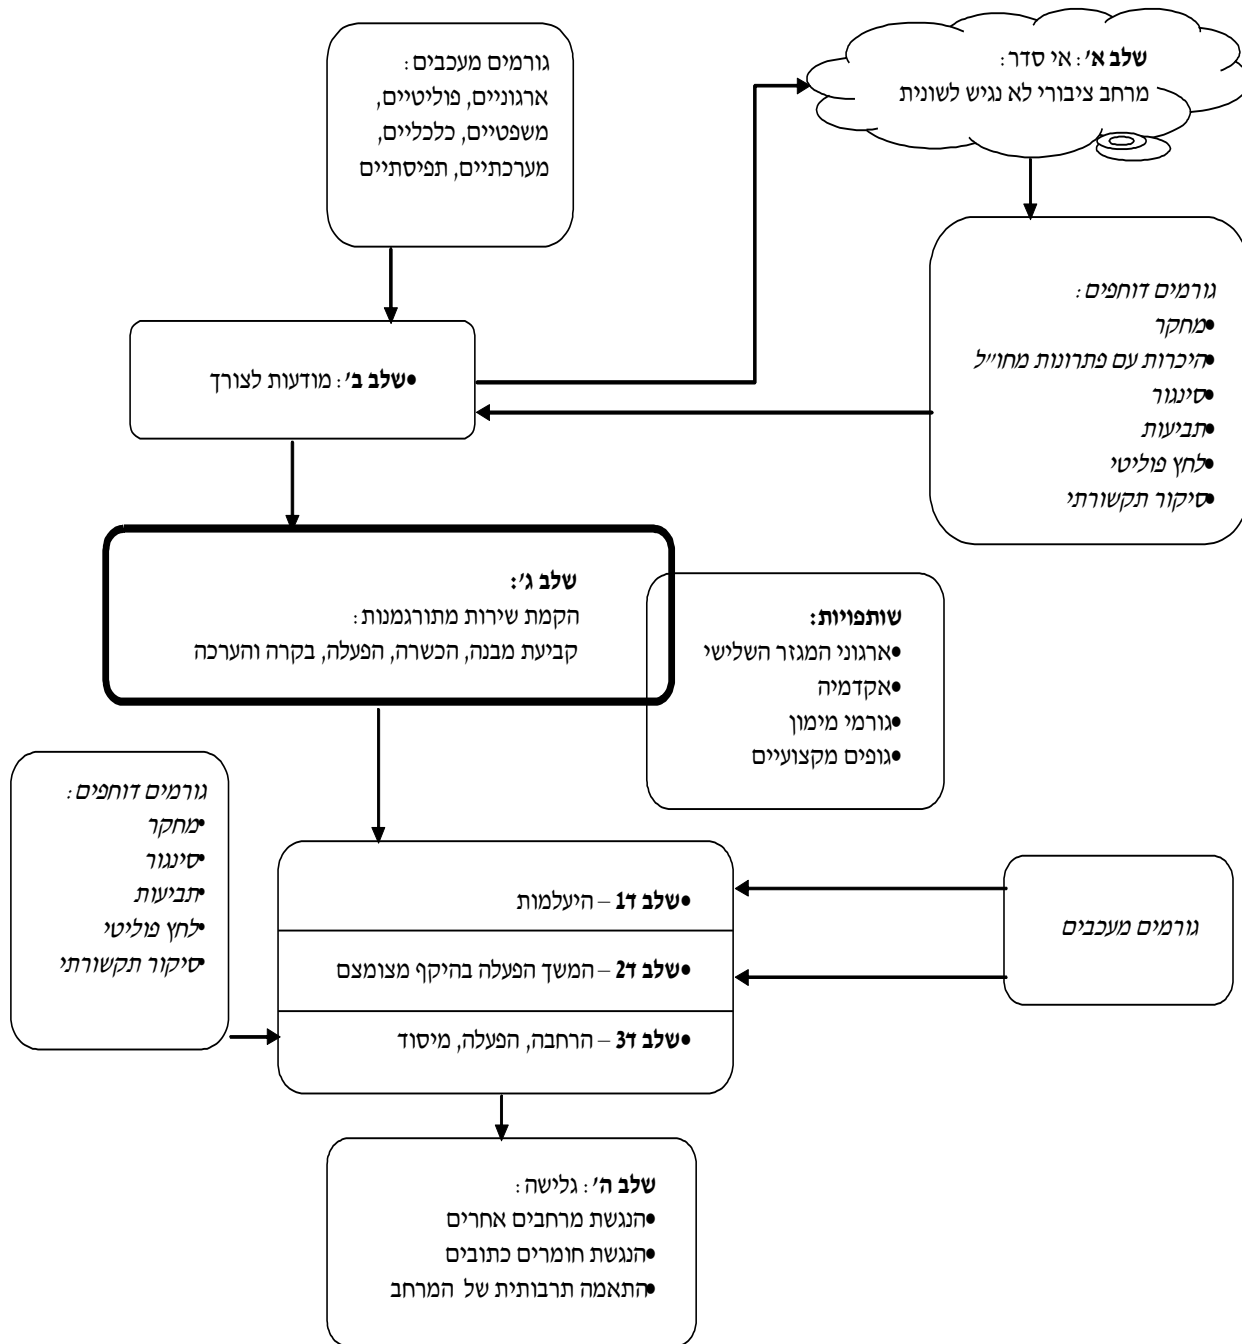 שלב א': אי סדר:
מרחב ציבורי לא נגיש לשונית
גורמים מעכבים:
ארגוניים, פוליטיים,
משפטיים, כלכליים,
מערכתיים, תפיסתיים
גורמים דוחפים:
•מחקר
•היכרות עם פתרונות מחו"ל
•סינגור
•תביעות
•לחץ פוליטי
•סיקור תקשורתי
•שלב ב': מודעות לצורך
שלב ג':
הקמת שירות מתורגמנות:
קביעת מבנה, הכשרה, הפעלה, בקרה והערכה
שותפויות:
•ארגוני המגזר השלישי
•אקדמיה
•גורמי מימון
•גופים מקצועיים
גורמים דוחפים:
•מחקר
•סינגור
•תביעות
•לחץ פוליטי
•סיקור תקשורתי
•שלב ד1 – היעלמות
•שלב ד2 – המשך הפעלה בהיקף מצומצם
•שלב ד3 – הרחבה, הפעלה, מיסוד
גורמים מעכבים
שלב ה': גלישה:
•הנגשת מרחבים אחרים
•הנגשת חומרים כתובים
•התאמה תרבותית של המרחב